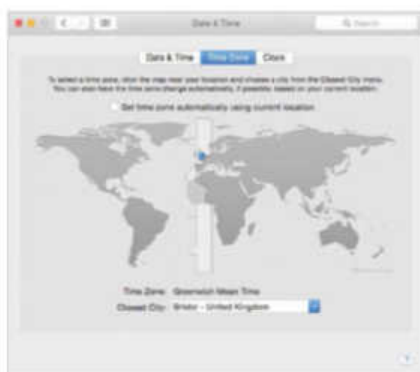 Date & Time
Search
Date & Time Time Zone Clock
To select a time zone, click the map near your location and choose a city from the Closest City menu.
You can also have the time zone change automatically, if possible, based on your current location.
Set time zone automatically using current location
Time Zone: Greenwich Mean Time
Closest City: Bristol - United Kingdom
?